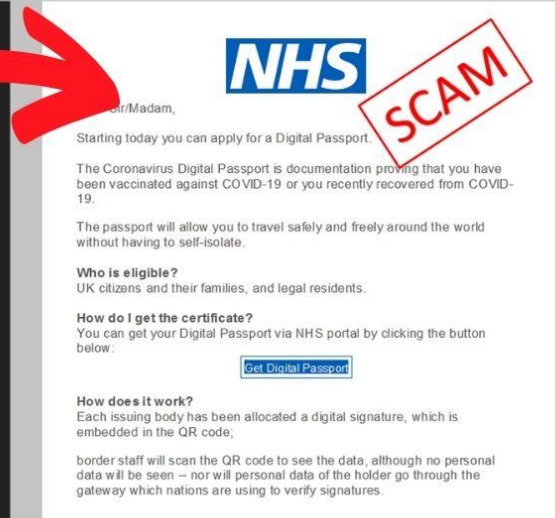 NHS
SCAM
Sir/Madam,
Starting today you can apply for a Digital Passport.
The Coronavirus Digital Passport is documentation proving that you have
been vaccinated against COVID-19 or you recently recovered from COVID-
19.
The passport will allow you to travel safely and freely around the world
without having to self-isolate.
Who is eligible?
UK citizens and their families, and legal residents.
How do I get the certificate?
You can get your Digital Passport via NHS portal by clicking the button
below:
Get Digital Passport
How does it work?
Each issuing body has been allocated a digital signature, which is
embedded in the QR code;
border staff will scan the QR code to see the data, although no personal
data will be seen – nor will personal data of the holder go through the
gateway which nations are using to verify signatures.